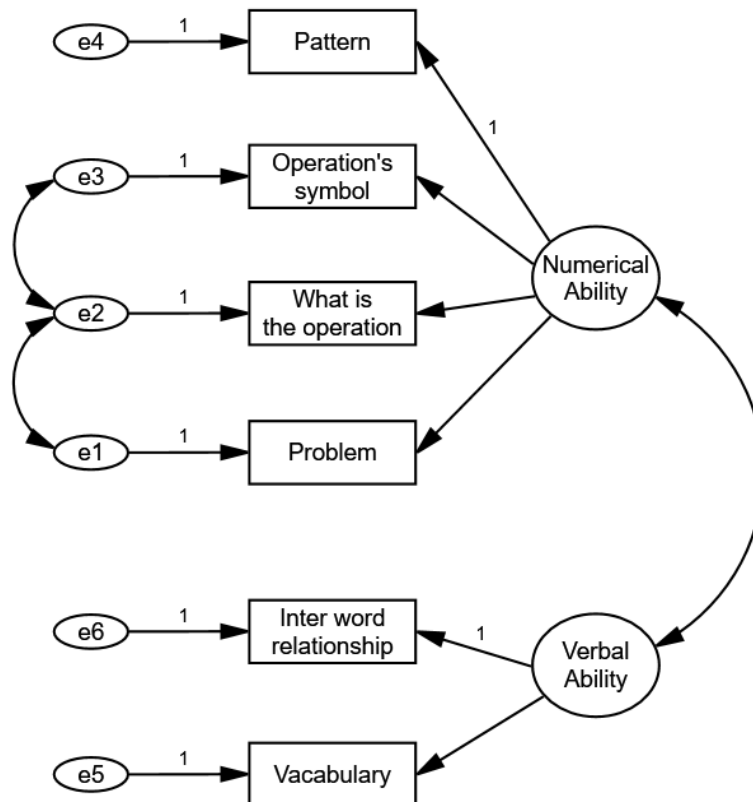 e4
1
Pattern
1
e3
1
Operation's
symbol
Numerical
Ability
e2
1
What is
the operation
e1
1
Problem
e6
1
Inter word
relationship
1
Verbal
Ability
e5
1
Vacabulary